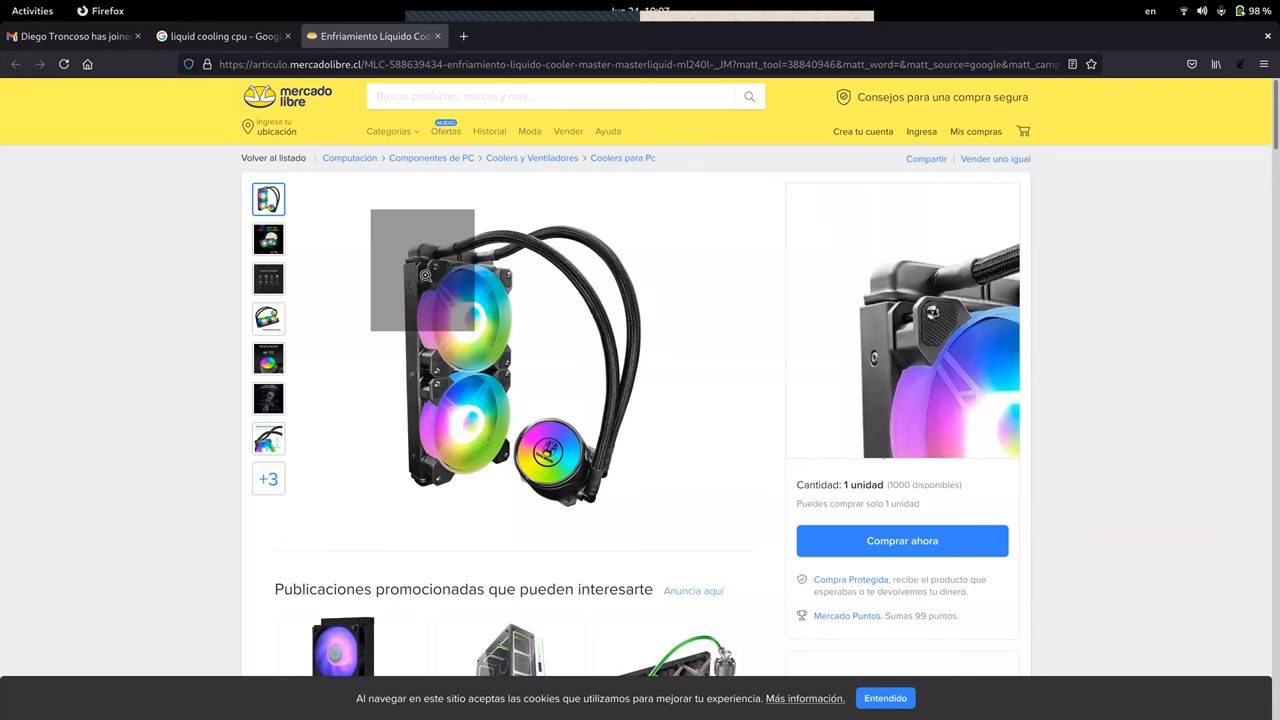 Activities
Firefox
en
98 %
Diego Troncoso has joined
liquid cooling cpu - Goog
Enfriamiento Líquido Coo
https://articulo.mercadolibre.cl/MLC-588639434-enfriamiento-liquido-cooler-master-masterliquid-ml240l-_JM?matt_tool=38840946&matt_word=&matt_source=google&matt_camp
mercado
libre
Buscar productos, marcas y más...
Consejos para una compra segura
Ingresa tu
ubicación
Categorías
NUEVO
Ofertas
Historial
Moda
Vender
Ayuda
Crea tu cuenta
Ingresa
Mis compras
Volver al listado
Computación
Componentes de PC
Coolers y Ventiladores
Coolers para Pc
Compartir
Vender uno igual
+3
Cantidad: 1 unidad (1000 disponibles)
Puedes comprar solo 1 unidad
Comprar ahora
Compra Protegida, recibe el producto que
esperabas o te devolvemos tu dinero.
Mercado Puntos. Sumas 99 puntos.
Publicaciones promocionadas que pueden interesarte
Anuncia aquí
Al navegar en este sitio aceptas las cookies que utilizamos para mejorar tu experiencia. Más información.
Entendido